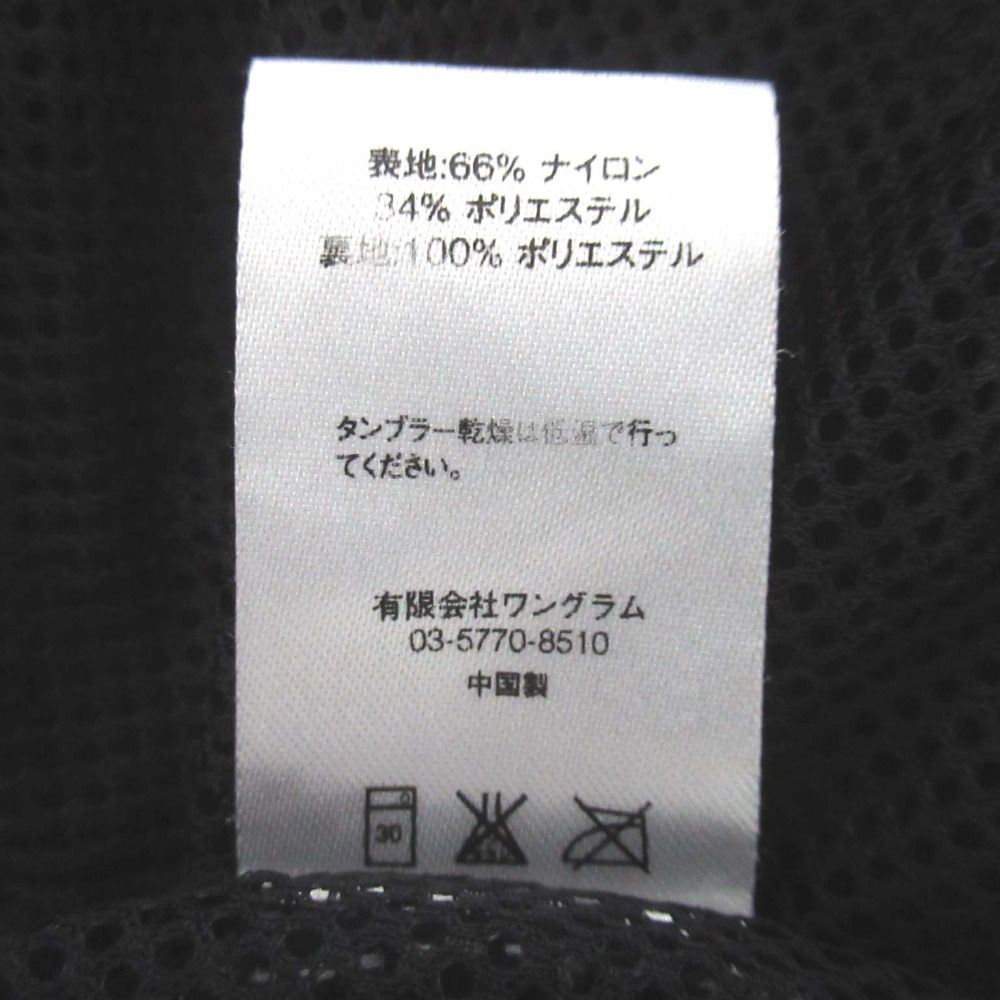 表地:66% ナイロン
34% ポリエステル
裏地:100% ポリエステル
タンブラー乾燥は低温で行っ
てください。
有限会社ワングラム
03-5770-8510
中国製
30